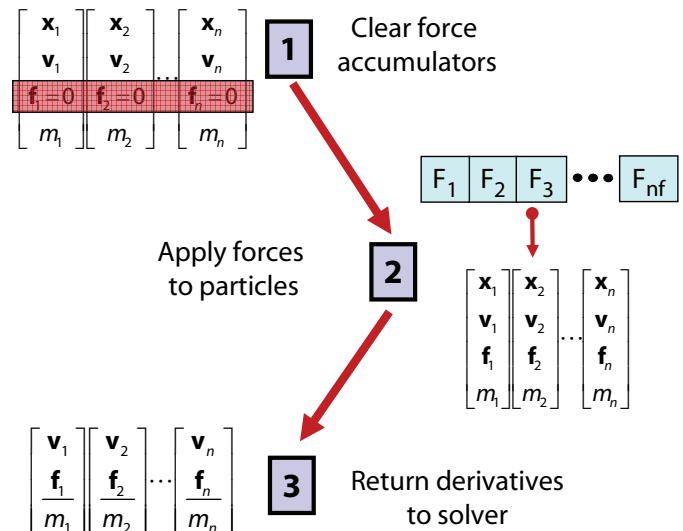 x₁ x₂ xₙ
v₁ v₂ … vₙ
f₁=0 f₂=0 fₙ=0
m₁ m₂ mₙ
1
Clear force
accumulators
F₁ F₂ F₃ ••• F_nf
Apply forces
to particles
2
x₁ x₂ xₙ
v₁ v₂ vₙ
f₁ f₂ … fₙ
m₁ m₂ mₙ
v₁ v₂ vₙ
f₁ f₂ … fₙ
m₁ m₂ mₙ
3
Return derivatives
to solver